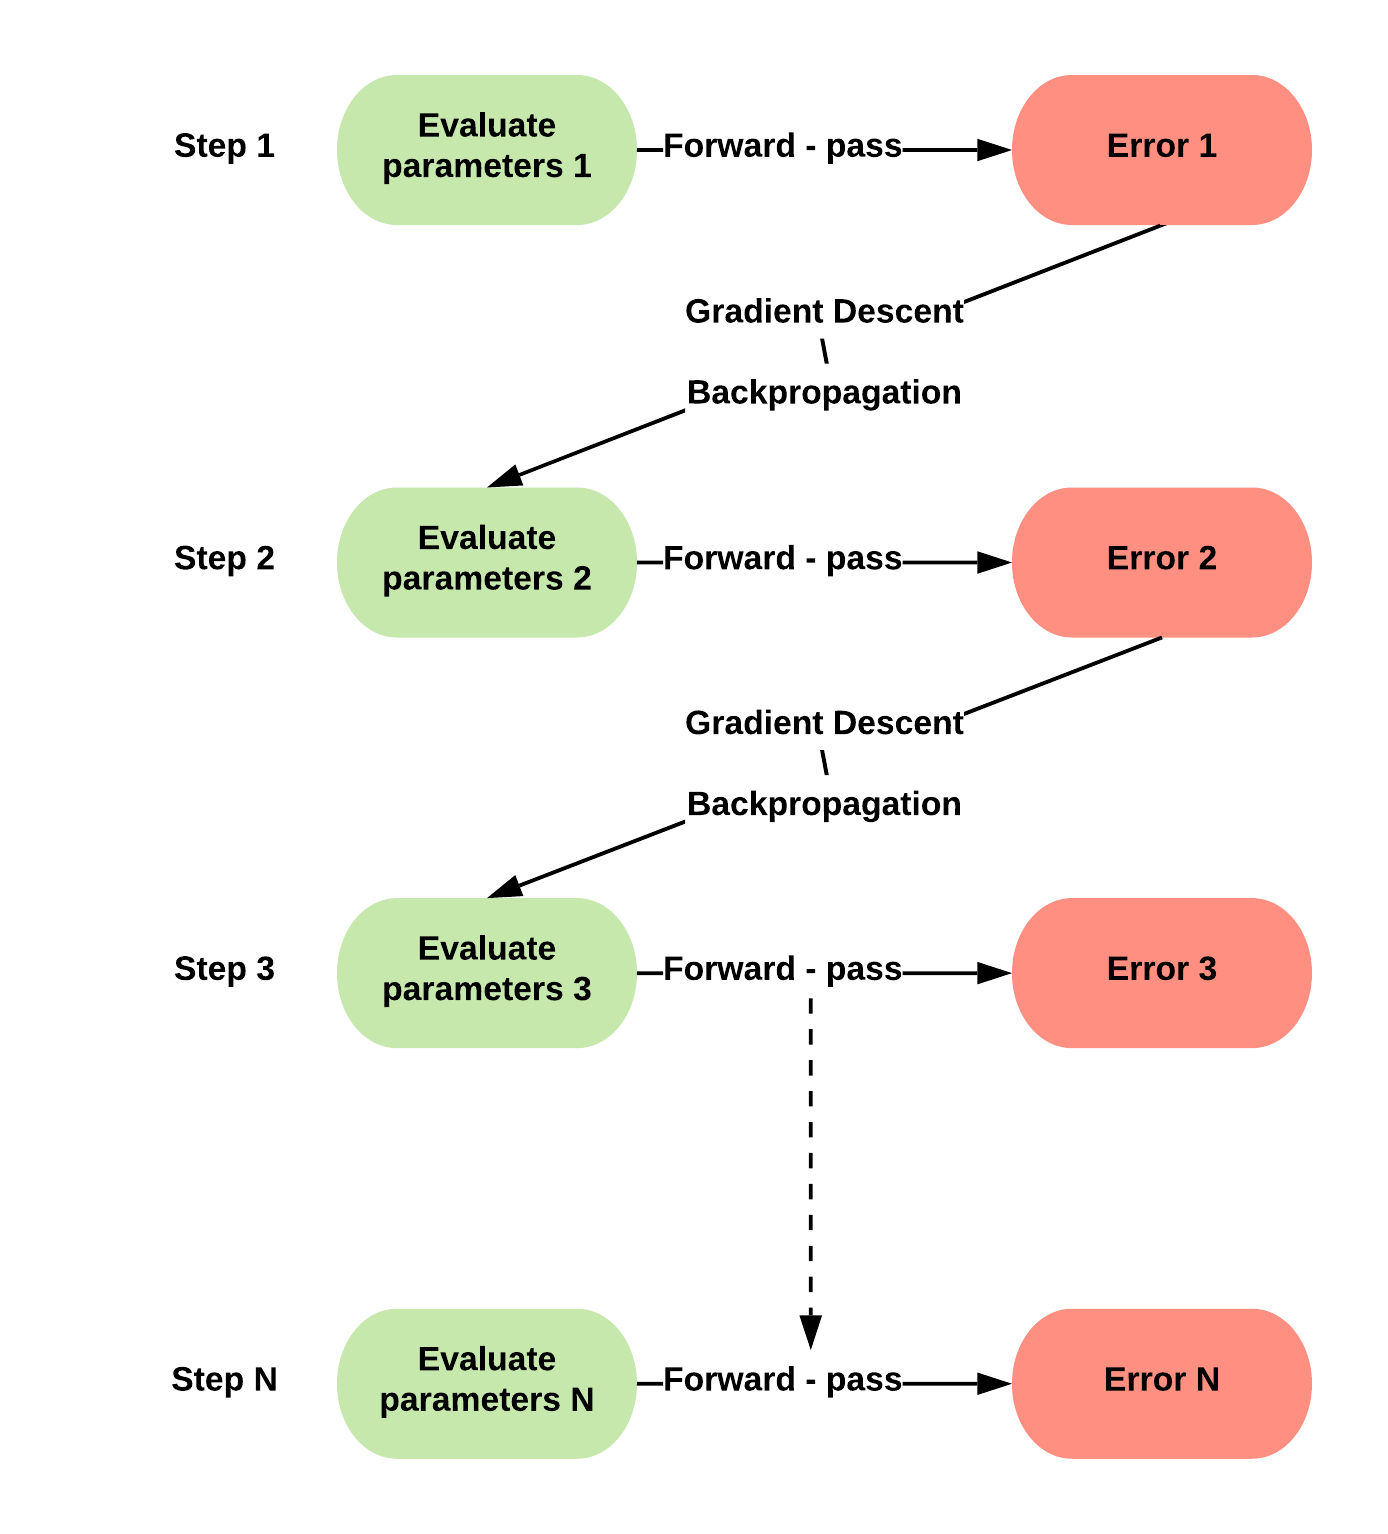 Step 1
Evaluate
parameters 1
Forward - pass
Error 1
Gradient Descent
Backpropagation
Step 2
Evaluate
parameters 2
Forward - pass
Error 2
Gradient Descent
Backpropagation
Step 3
Evaluate
parameters 3
Forward - pass
Error 3
Step N
Evaluate
parameters N
Forward - pass
Error N